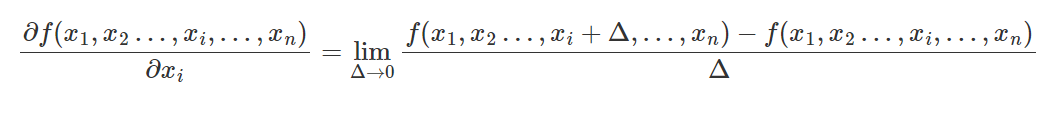 ∂f(x₁, x₂ …, xᵢ, …, xₙ) / ∂xᵢ = lim_{Δ→0} f(x₁, x₂ …, xᵢ + Δ, …, xₙ) − f(x₁, x₂ …, xᵢ, …, xₙ) / Δ